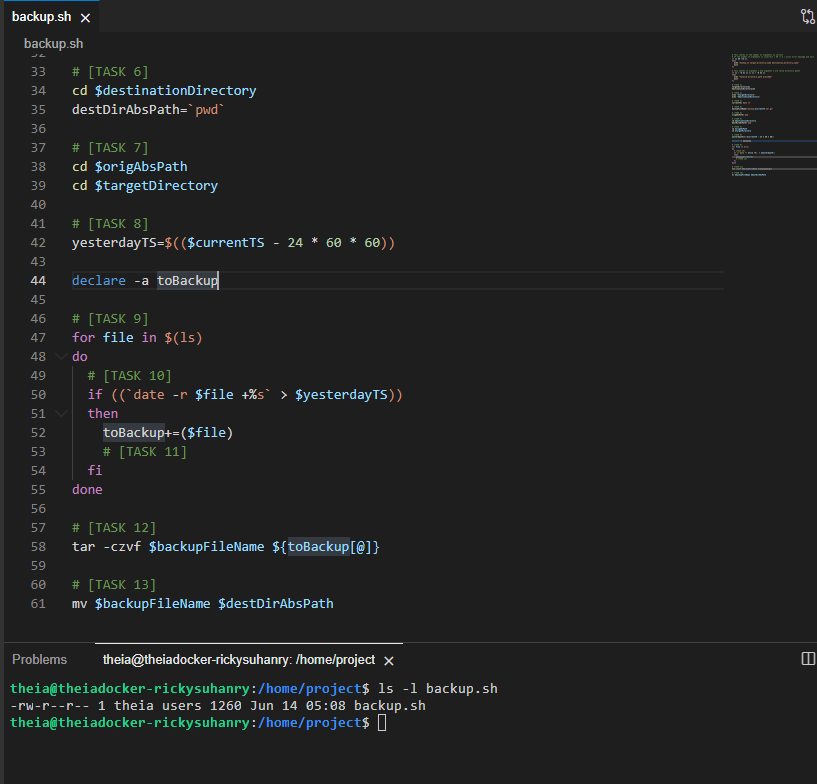 backup.sh
backup.sh
33 # [TASK 6]
34 cd $destinationDirectory
35 destDirAbsPath=`pwd`
36
37 # [TASK 7]
38 cd $origAbsPath
39 cd $targetDirectory
40
41 # [TASK 8]
42 yesterdayTS=$(($currentTS - 24 * 60 * 60))
43
44 declare -a toBackup
45
46 # [TASK 9]
47 for file in $(ls)
48 do
49 # [TASK 10]
50 if ((`date -r $file +%s` > $yesterdayTS))
51 then
52 toBackup+=($file)
53 # [TASK 11]
54 fi
55 done
56
57 # [TASK 12]
58 tar -czvf $backupFileName ${toBackup[@]}
59
60 # [TASK 13]
61 mv $backupFileName $destDirAbsPath
Problems theia@theiadocker-rickysuhanry: /home/project
theia@theiadocker-rickysuhanry:/home/project$ ls -l backup.sh
-rw-r--r-- 1 theia users 1260 Jun 14 05:08 backup.sh
theia@theiadocker-rickysuhanry:/home/project$